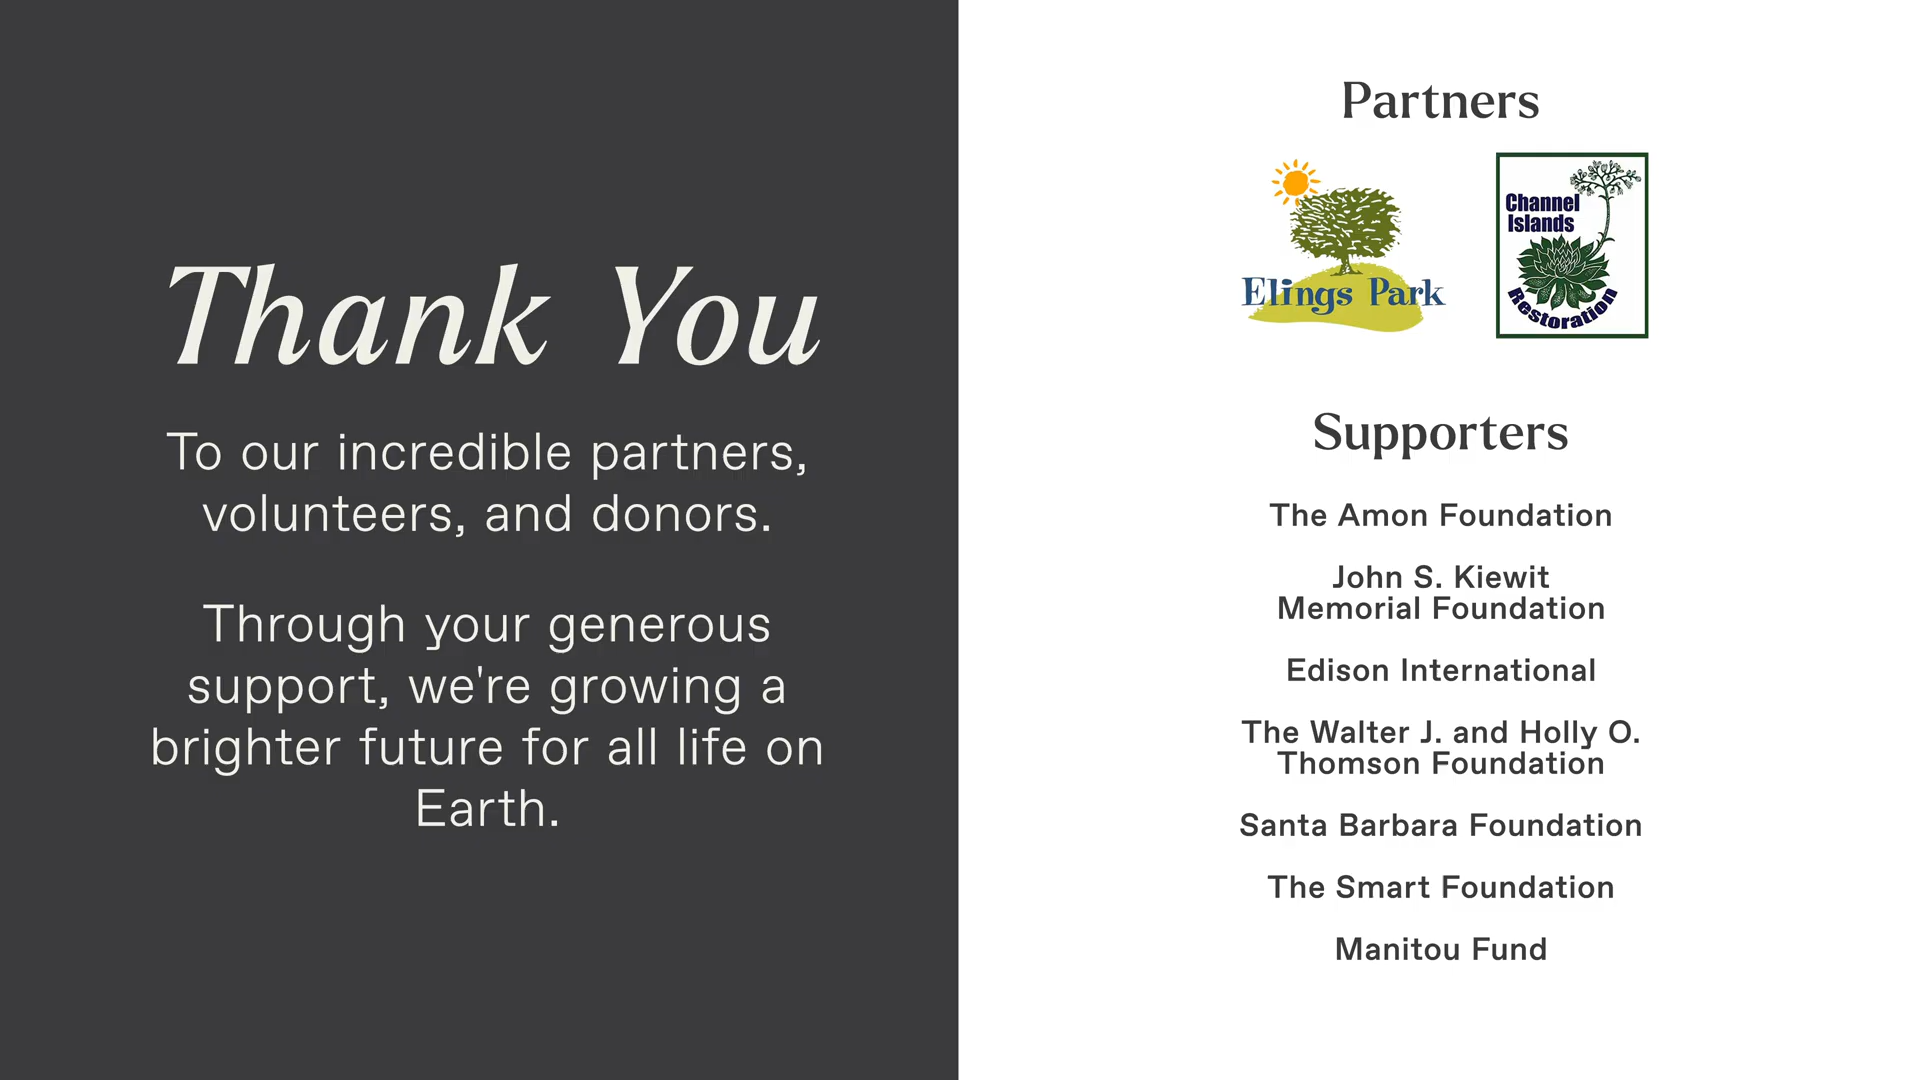 Thank You
To our incredible partners,
volunteers, and donors.
Through your generous
support, we're growing a
brighter future for all life on
Earth.
Partners
Elings Park
Channel
Islands
Restoration
Supporters
The Amon Foundation
John S. Kiewit
Memorial Foundation
Edison International
The Walter J. and Holly O.
Thomson Foundation
Santa Barbara Foundation
The Smart Foundation
Manitou Fund